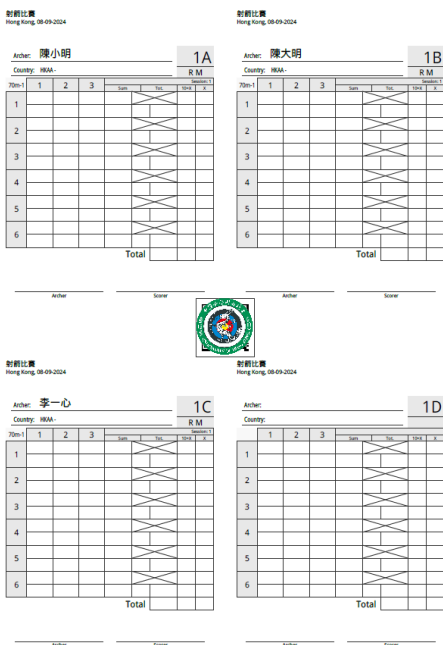 射箭比賽
Hong Kong, 08-09-2024
Archer: 陳小明 1A
Country: HKAA - R M
Session: 1
70m-1 1 2 3 Sum Tot. 10+X X
1
2
3
4
5
6
Total
Archer Scorer
射箭比賽
Hong Kong, 08-09-2024
Archer: 陳大明 1B
Country: HKAA - R M
Session: 1
70m-1 1 2 3 Sum Tot. 10+X X
1
2
3
4
5
6
Total
Archer Scorer
射箭比賽
Hong Kong, 08-09-2024
Archer: 李一心 1C
Country: HKAA - R M
Session: 1
70m-1 1 2 3 Sum Tot. 10+X X
1
2
3
4
5
6
Total
Archer Scorer
射箭比賽
Hong Kong, 08-09-2024
Archer: 1D
Country:
1 2 3 Sum Tot. 10+X X
1
2
3
4
5
6
Total
Archer Scorer